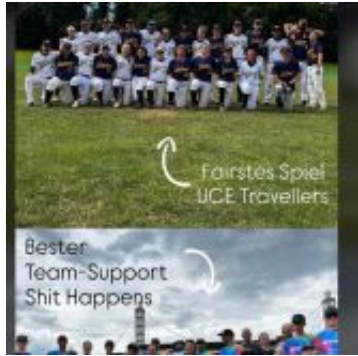 Fairstes Spiel
UCE Travellers
Bester
Team-Support
Shit Happens